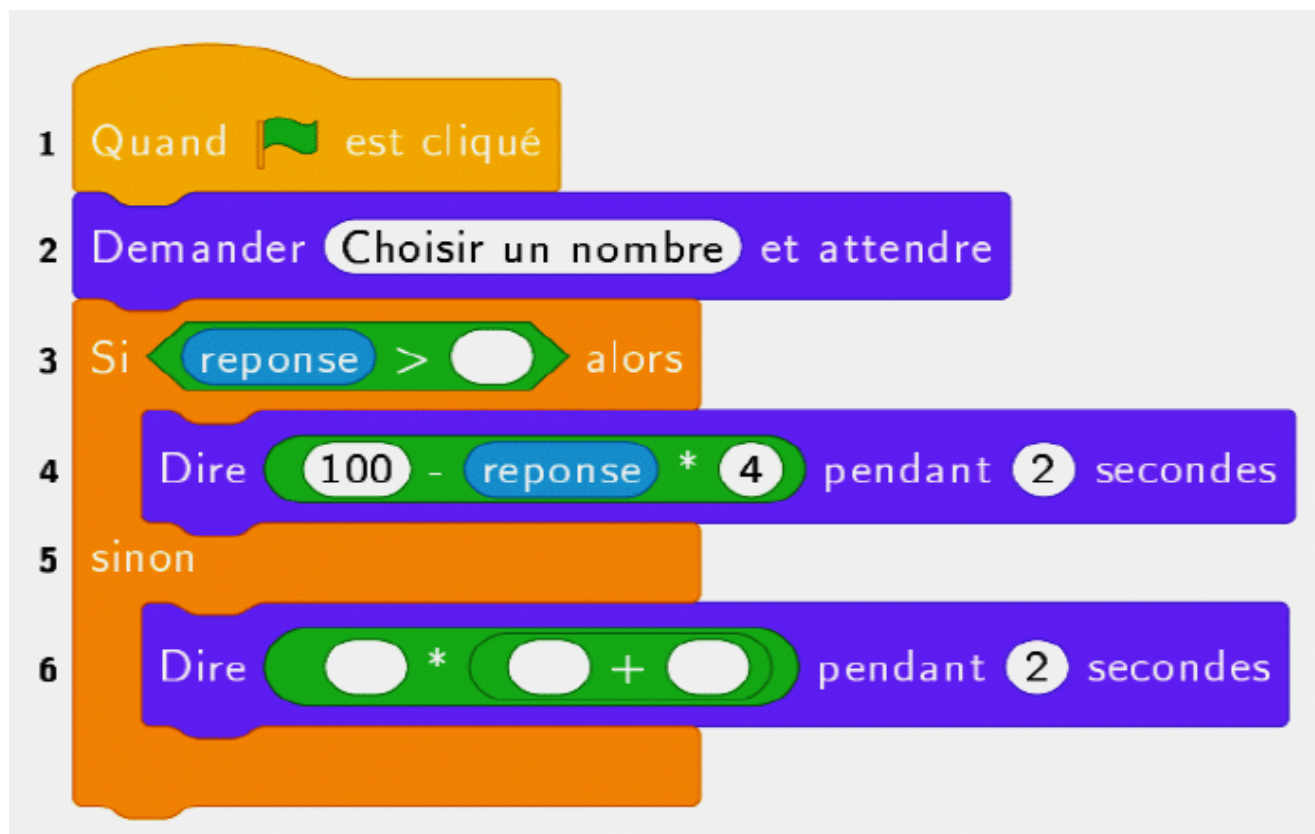 1 Quand est cliqué
2 Demander Choisir un nombre et attendre
3 Si reponse > alors
4 Dire 100 - reponse * 4 pendant 2 secondes
5 sinon
6 Dire * + pendant 2 secondes